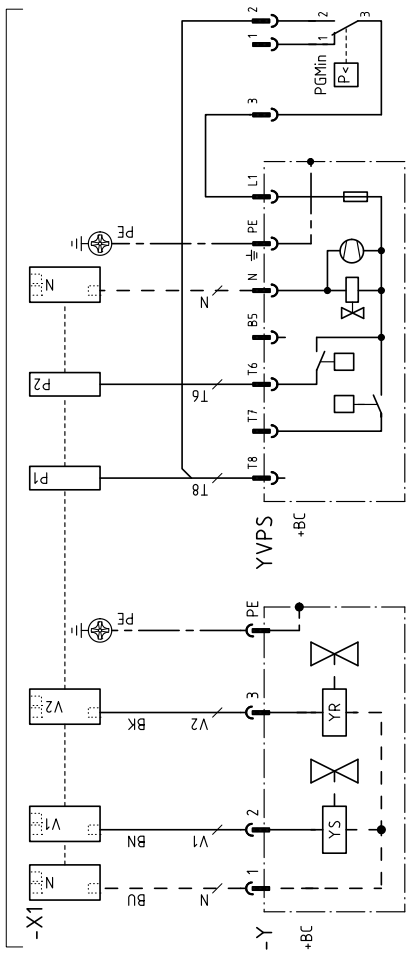 2
3
2
1
1
PGMin
P<
3
L1
PE
PE
N
N
N
B5
P2
T6
T6
T7
P1
T8
T8
YVPS
+BC
PE
PE
V2
BK
V2
3
YR
V1
BN
V1
2
YS
N
BU
N
1
-X1
-Y
+BC